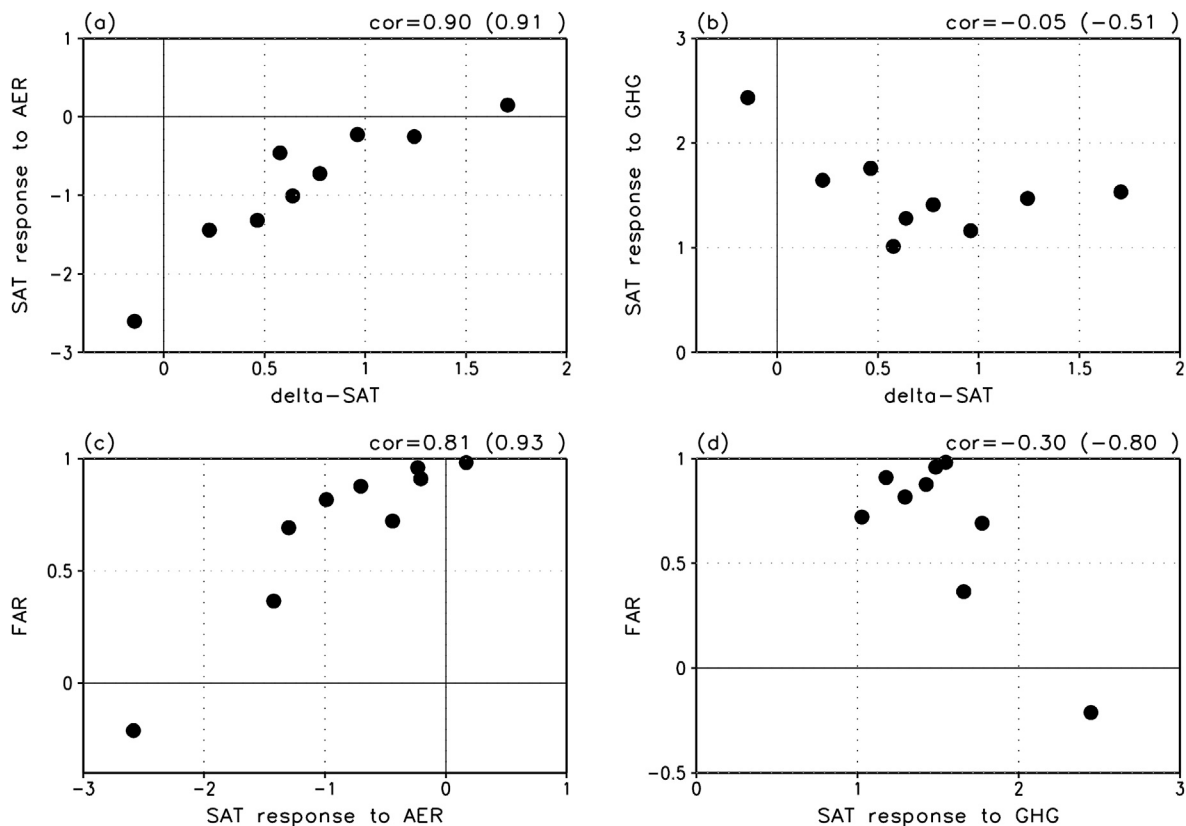 (a) cor=0.90 (0.91)
1
0
−1
−2
−3
SAT response to AER
0 0.5 1 1.5 2
delta−SAT
(b) cor=−0.05 (−0.51)
3
2
1
0
SAT response to GHG
0 0.5 1 1.5 2
delta−SAT
(c) cor=0.81 (0.93 )
1
0.5
0
FAR
−3 −2 −1 0 1
SAT response to AER
(d) cor=−0.30 (−0.80 )
1
0.5
0
−0.5
FAR
1 2 3
SAT response to GHG